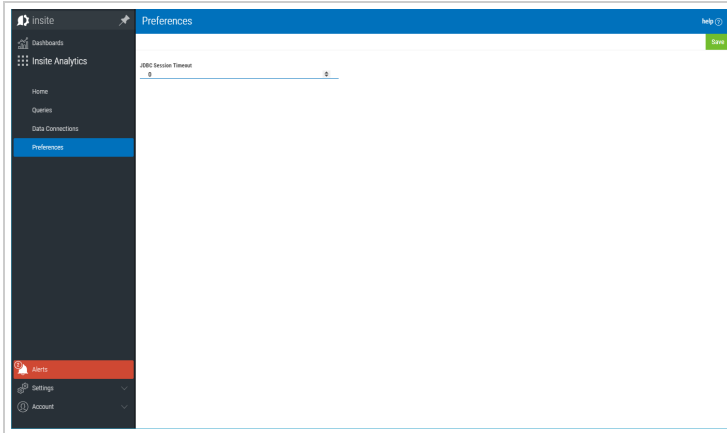 insite
Preferences
help ?
Dashboards
Save
Insite Analytics
JDBC Session Timeout
0
Home
Queries
Data Connections
Preferences
Alerts
Settings
Account